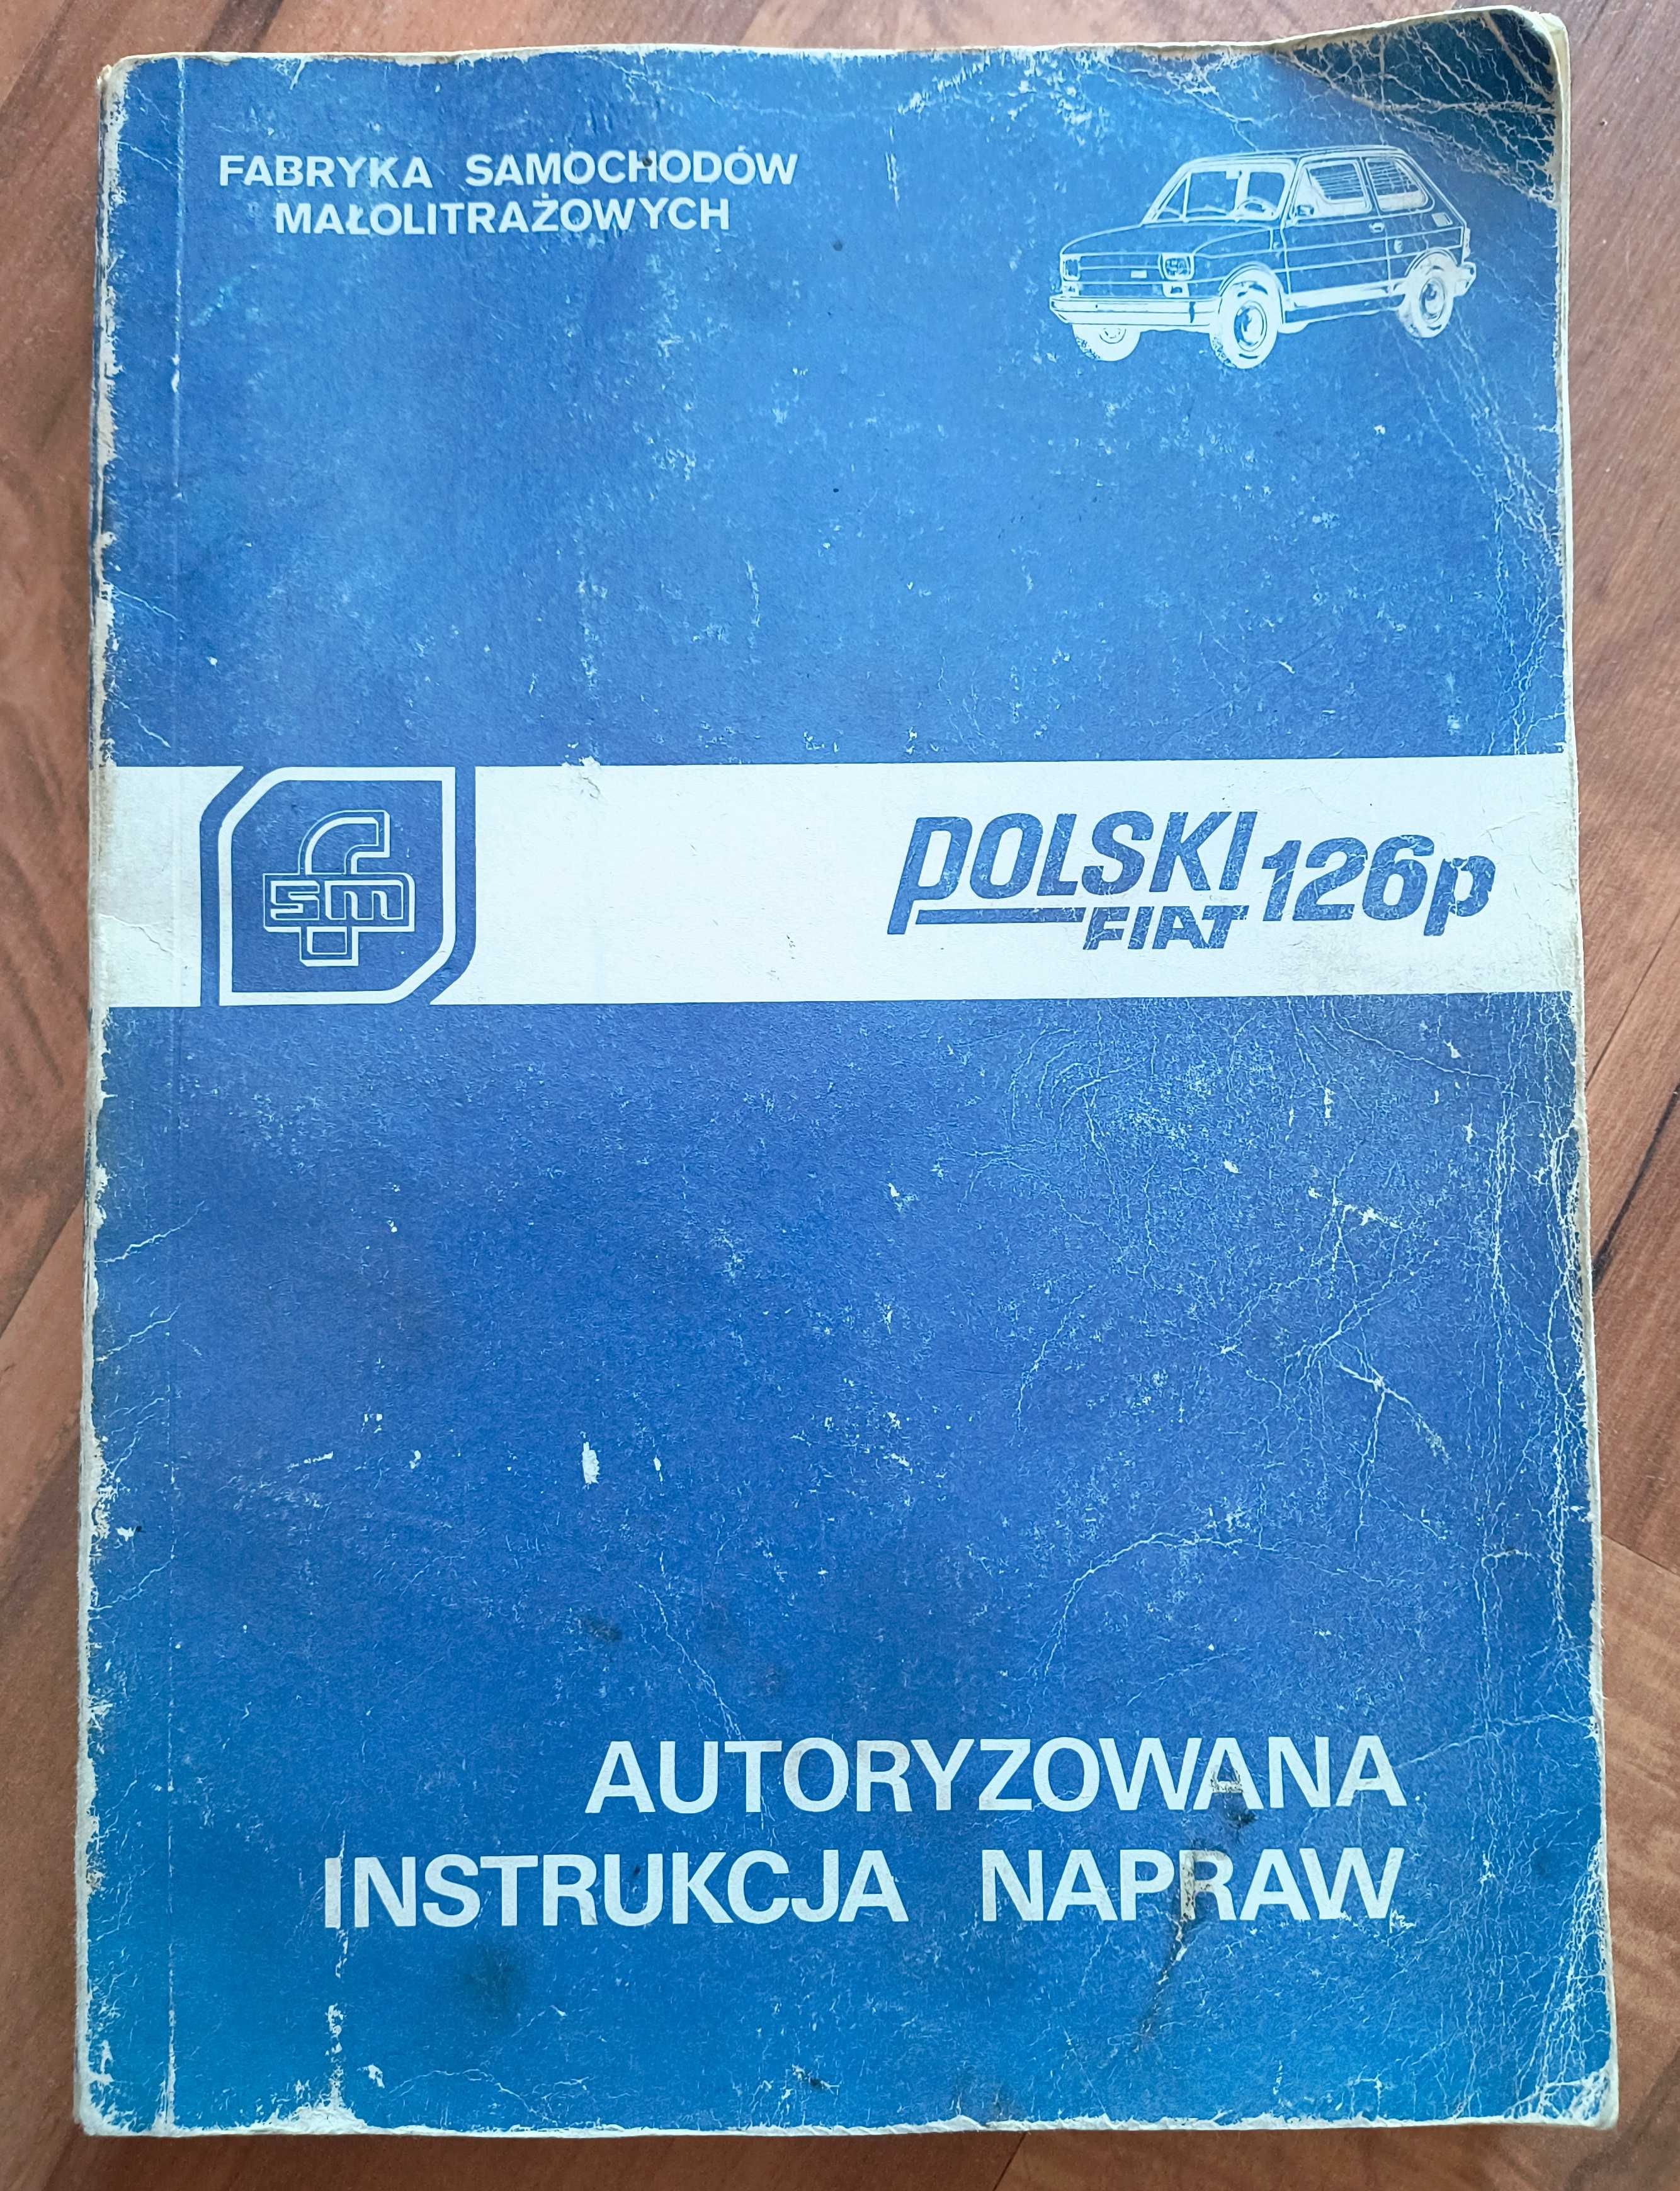 FABRYKA SAMOCHODÓW
MAŁOLITRAŻOWYCH
fsm
POLSKI
FIAT 126p
AUTORYZOWANA
INSTRUKCJA NAPRAW